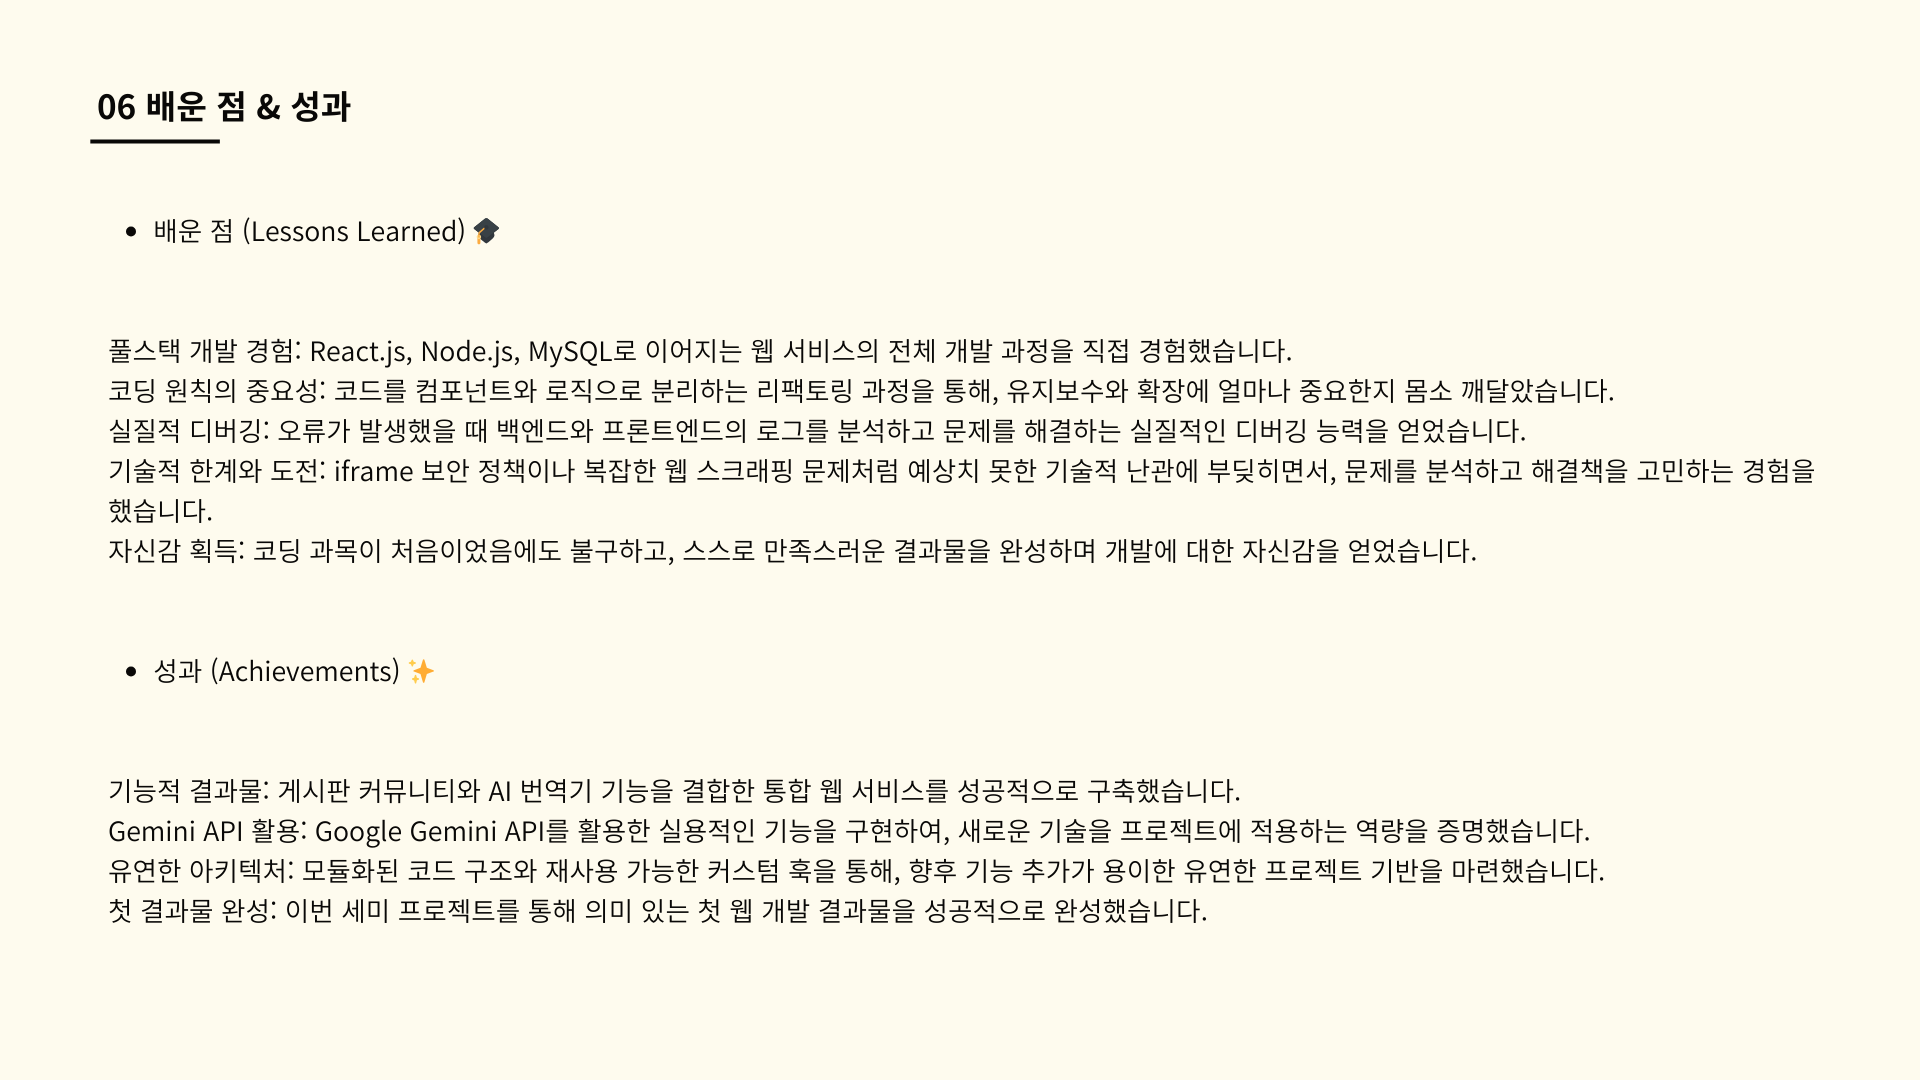 06 배운 점 & 성과
• 배운 점 (Lessons Learned) 🎓
풀스택 개발 경험: React.js, Node.js, MySQL로 이어지는 웹 서비스의 전체 개발 과정을 직접 경험했습니다.
코딩 원칙의 중요성: 코드를 컴포넌트와 로직으로 분리하는 리팩토링 과정을 통해, 유지보수와 확장에 얼마나 중요한지 몸소 깨달았습니다.
실질적 디버깅: 오류가 발생했을 때 백엔드와 프론트엔드의 로그를 분석하고 문제를 해결하는 실질적인 디버깅 능력을 얻었습니다.
기술적 한계와 도전: iframe 보안 정책이나 복잡한 웹 스크래핑 문제처럼 예상치 못한 기술적 난관에 부딪히면서, 문제를 분석하고 해결책을 고민하는 경험을
했습니다.
자신감 획득: 코딩 과목이 처음이었음에도 불구하고, 스스로 만족스러운 결과물을 완성하며 개발에 대한 자신감을 얻었습니다.
• 성과 (Achievements) ✨
기능적 결과물: 게시판 커뮤니티와 AI 번역기 기능을 결합한 통합 웹 서비스를 성공적으로 구축했습니다.
Gemini API 활용: Google Gemini API를 활용한 실용적인 기능을 구현하여, 새로운 기술을 프로젝트에 적용하는 역량을 증명했습니다.
유연한 아키텍처: 모듈화된 코드 구조와 재사용 가능한 커스텀 훅을 통해, 향후 기능 추가가 용이한 유연한 프로젝트 기반을 마련했습니다.
첫 결과물 완성: 이번 세미 프로젝트를 통해 의미 있는 첫 웹 개발 결과물을 성공적으로 완성했습니다.